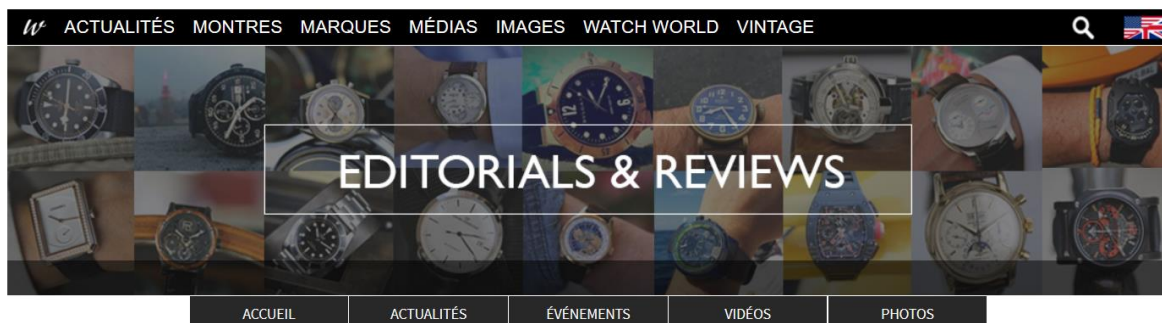 w ACTUALITÉS MONTRES MARQUES MÉDIAS IMAGES WATCH WORLD VINTAGE
EDITORIALS & REVIEWS
ACCUEIL ACTUALITÉS ÉVÉNEMENTS VIDÉOS PHOTOS